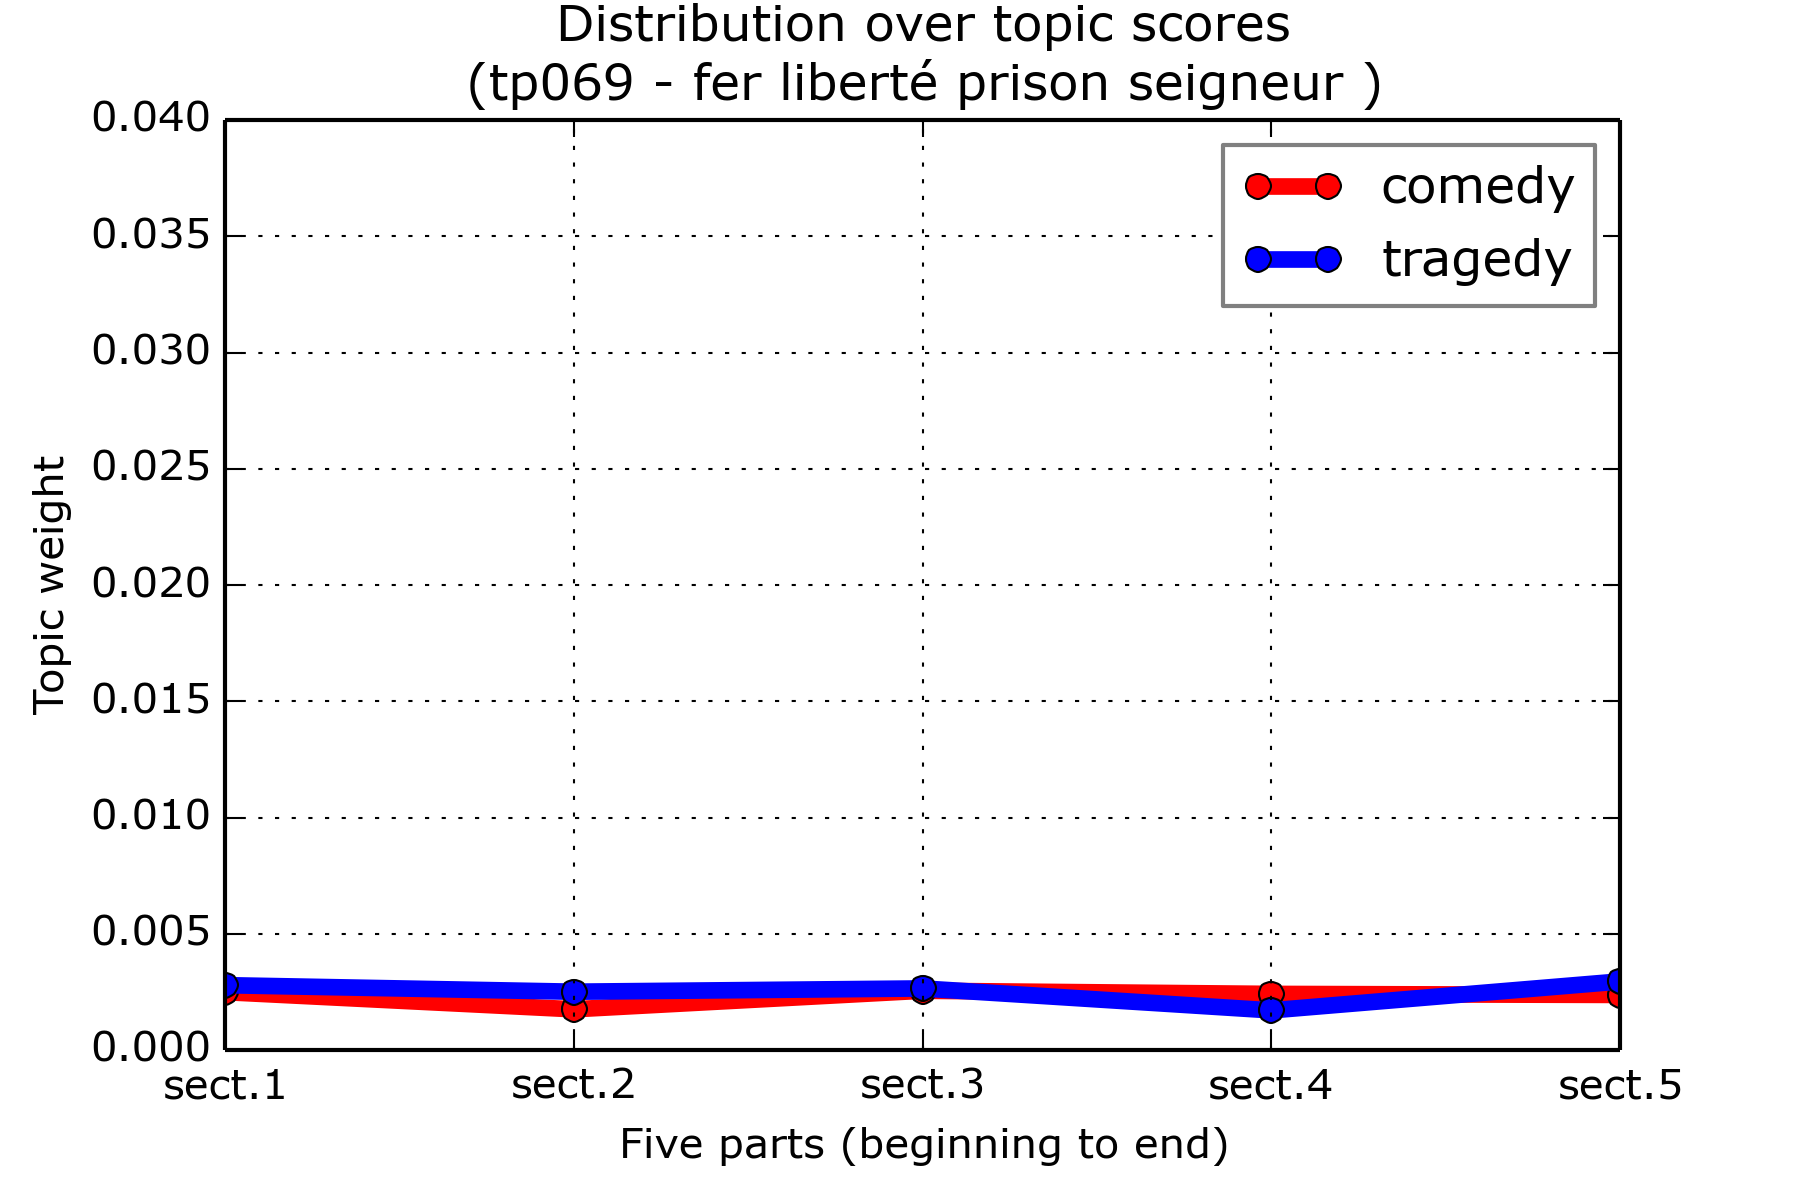 Distribution over topic scores
(tp069 - fer liberté prison seigneur )
comedy
tragedy
0.040
0.035
0.030
0.025
0.020
0.015
0.010
0.005
0.000
Topic weight
sect.1
sect.2
sect.3
sect.4
sect.5
Five parts (beginning to end)